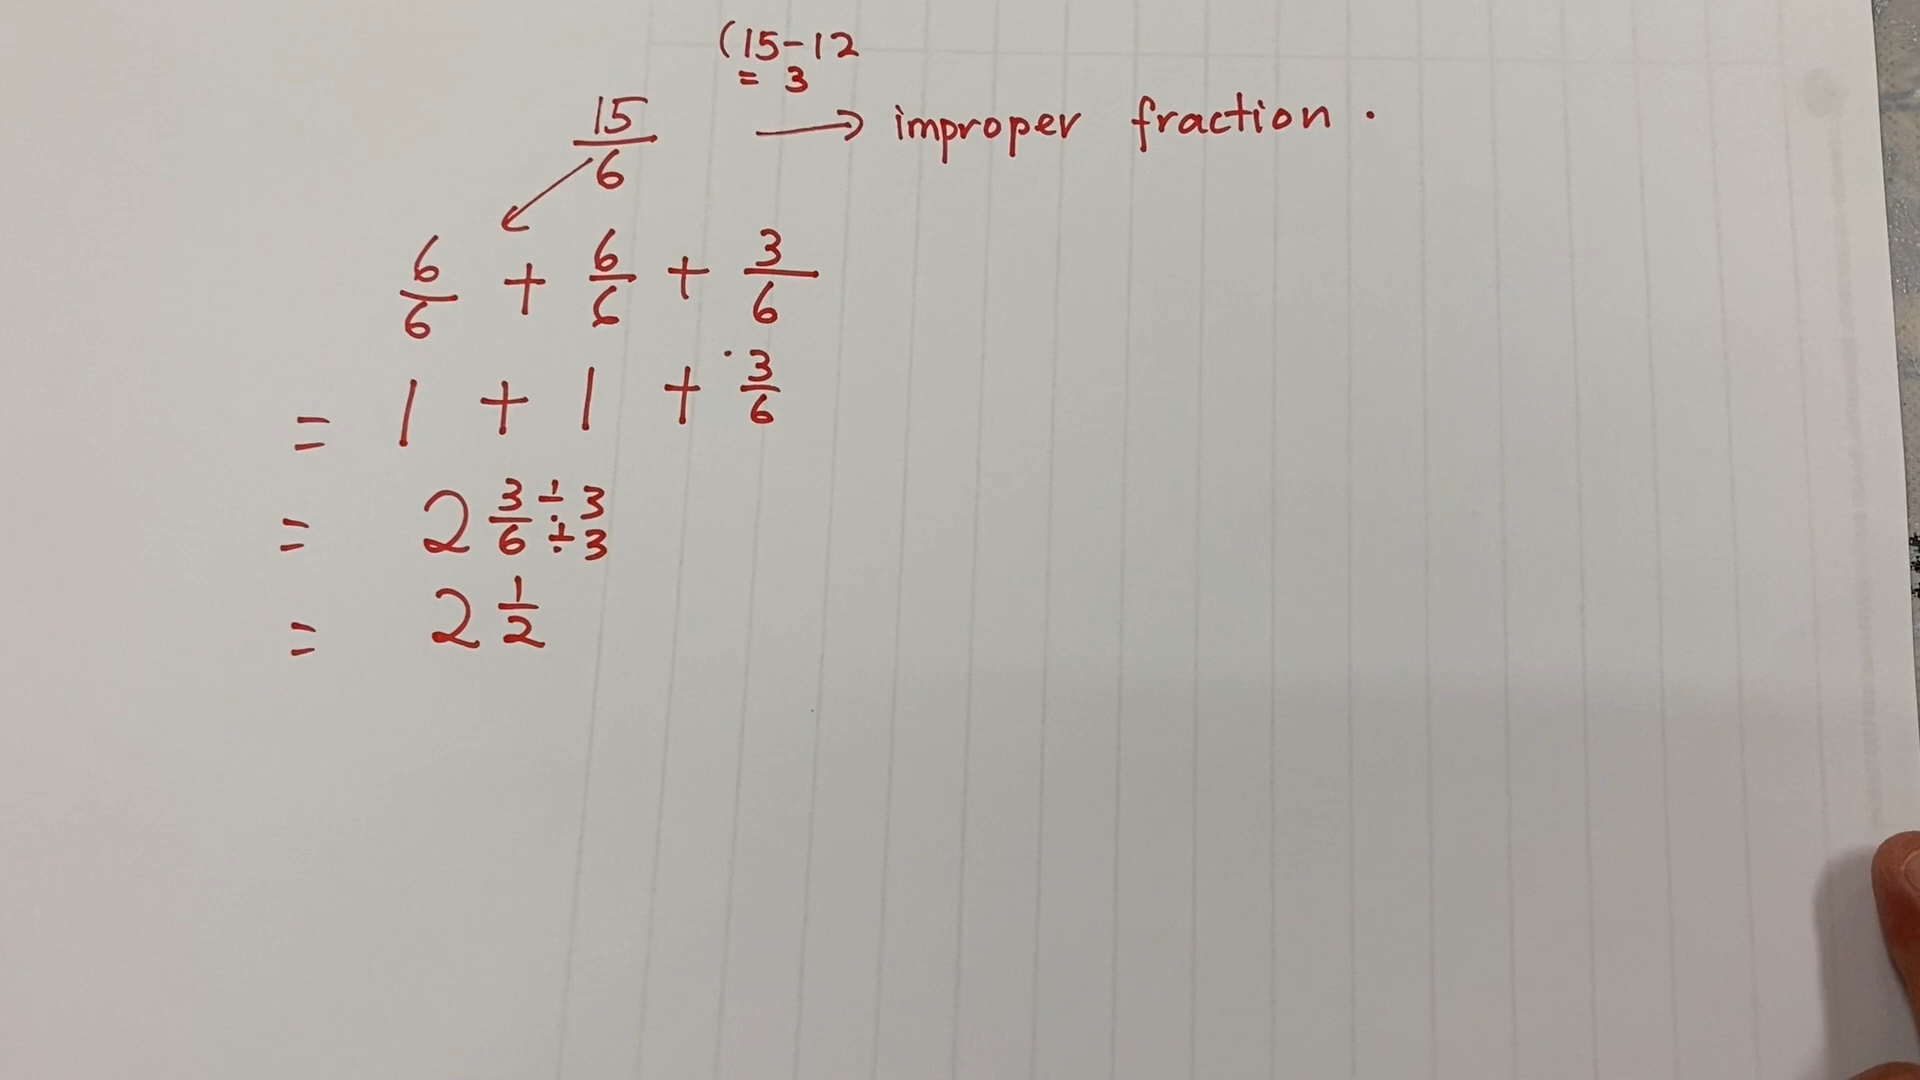 (15-12
= 3
15/6 → improper fraction.
6/6 + 6/6 + 3/6
= 1 + 1 + 3/6
= 2 3/6 ÷3/÷3
= 2 1/2